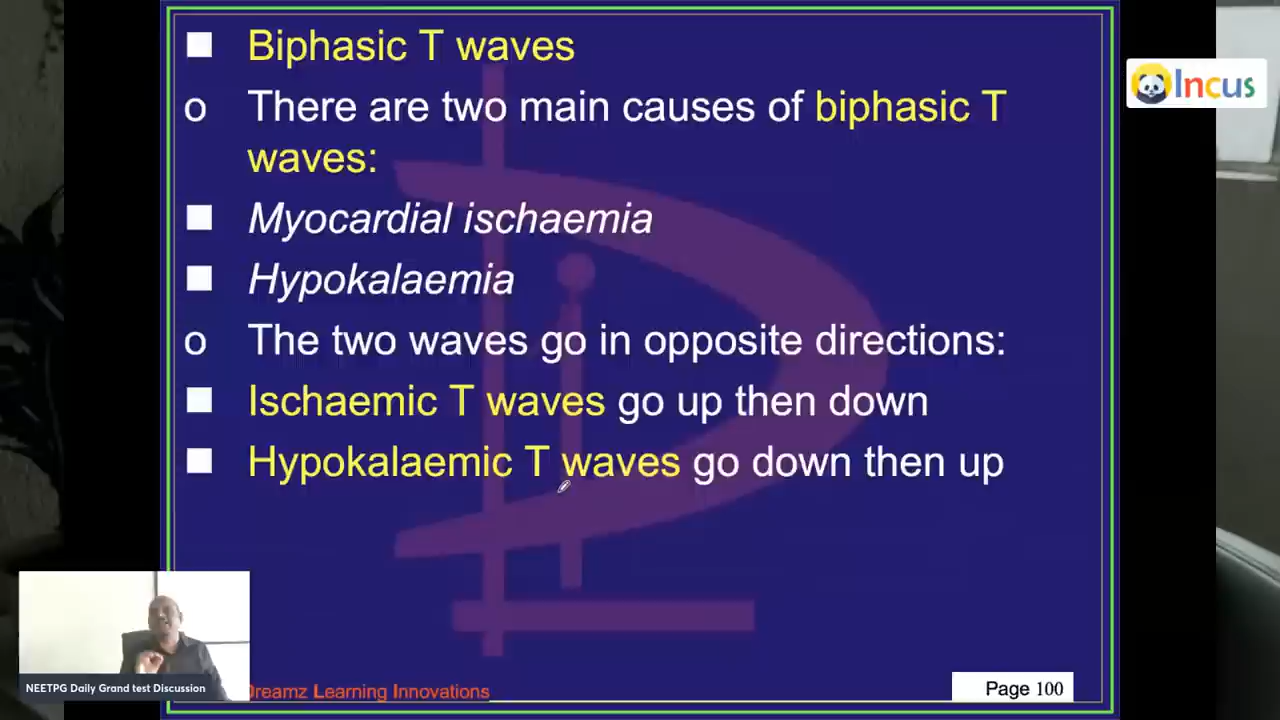 Biphasic T waves
o There are two main causes of biphasic T
waves:
Myocardial ischaemia
Hypokalaemia
o The two waves go in opposite directions:
Ischaemic T waves go up then down
Hypokalaemic T waves go down then up
Incus
NEETPG Daily Grand test Discussion
Dreamz Learning Innovations
Page 100